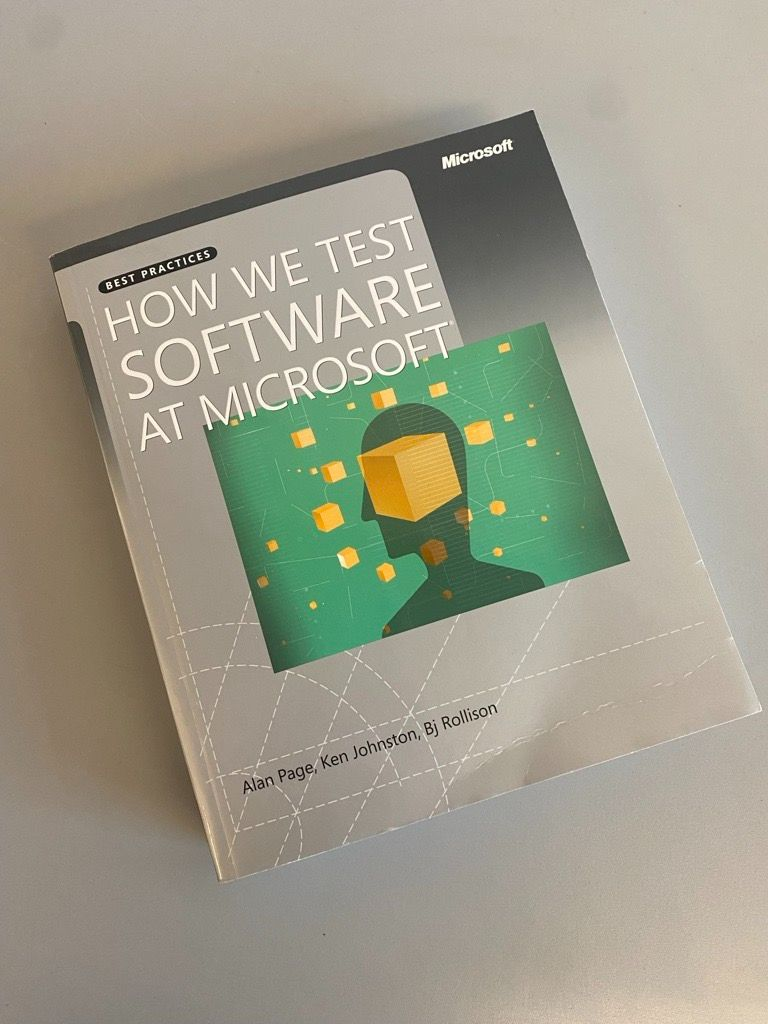 Microsoft
BEST PRACTICES
HOW WE TEST
SOFTWARE
AT MICROSOFT®
Alan Page, Ken Johnston, Bj Rollison